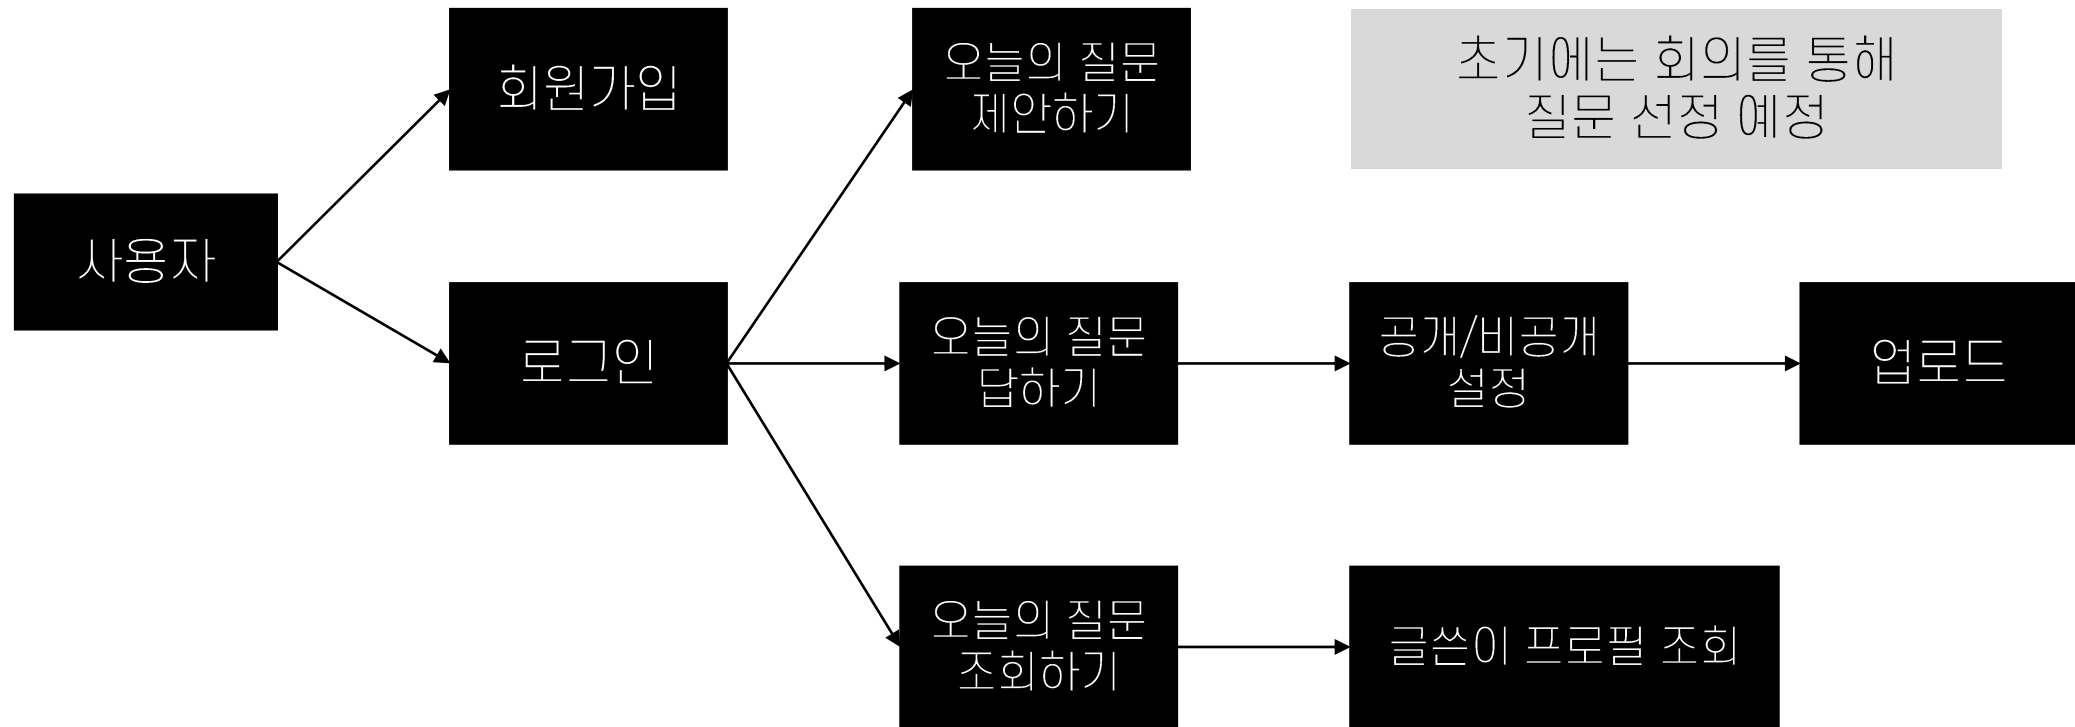 사용자
회원가입
로그인
오늘의 질문
제안하기
초기에는 회의를 통해
질문 선정 예정
오늘의 질문
답하기
공개/비공개
설정
업로드
오늘의 질문
조회하기
글쓴이 프로필 조회